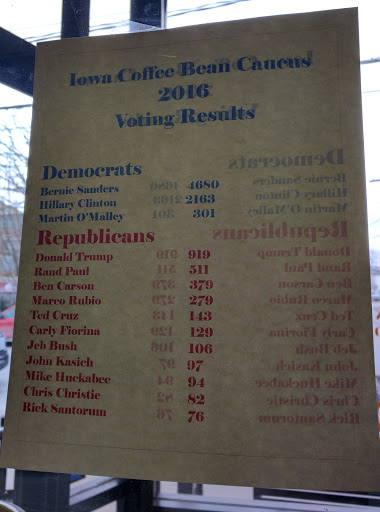 Iowa Coffee Bean Caucus
2016
Voting Results
Democrats
Bernie Sanders 4680
Hillary Clinton 2163
Martin O'Malley 301
Republicans
Donald Trump 919
Rand Paul 511
Ben Carson 379
Marco Rubio 279
Ted Cruz 143
Carly Fiorina 129
Jeb Bush 106
John Kasich 97
Mike Huckabee 94
Chris Christie 82
Rick Santorum 76